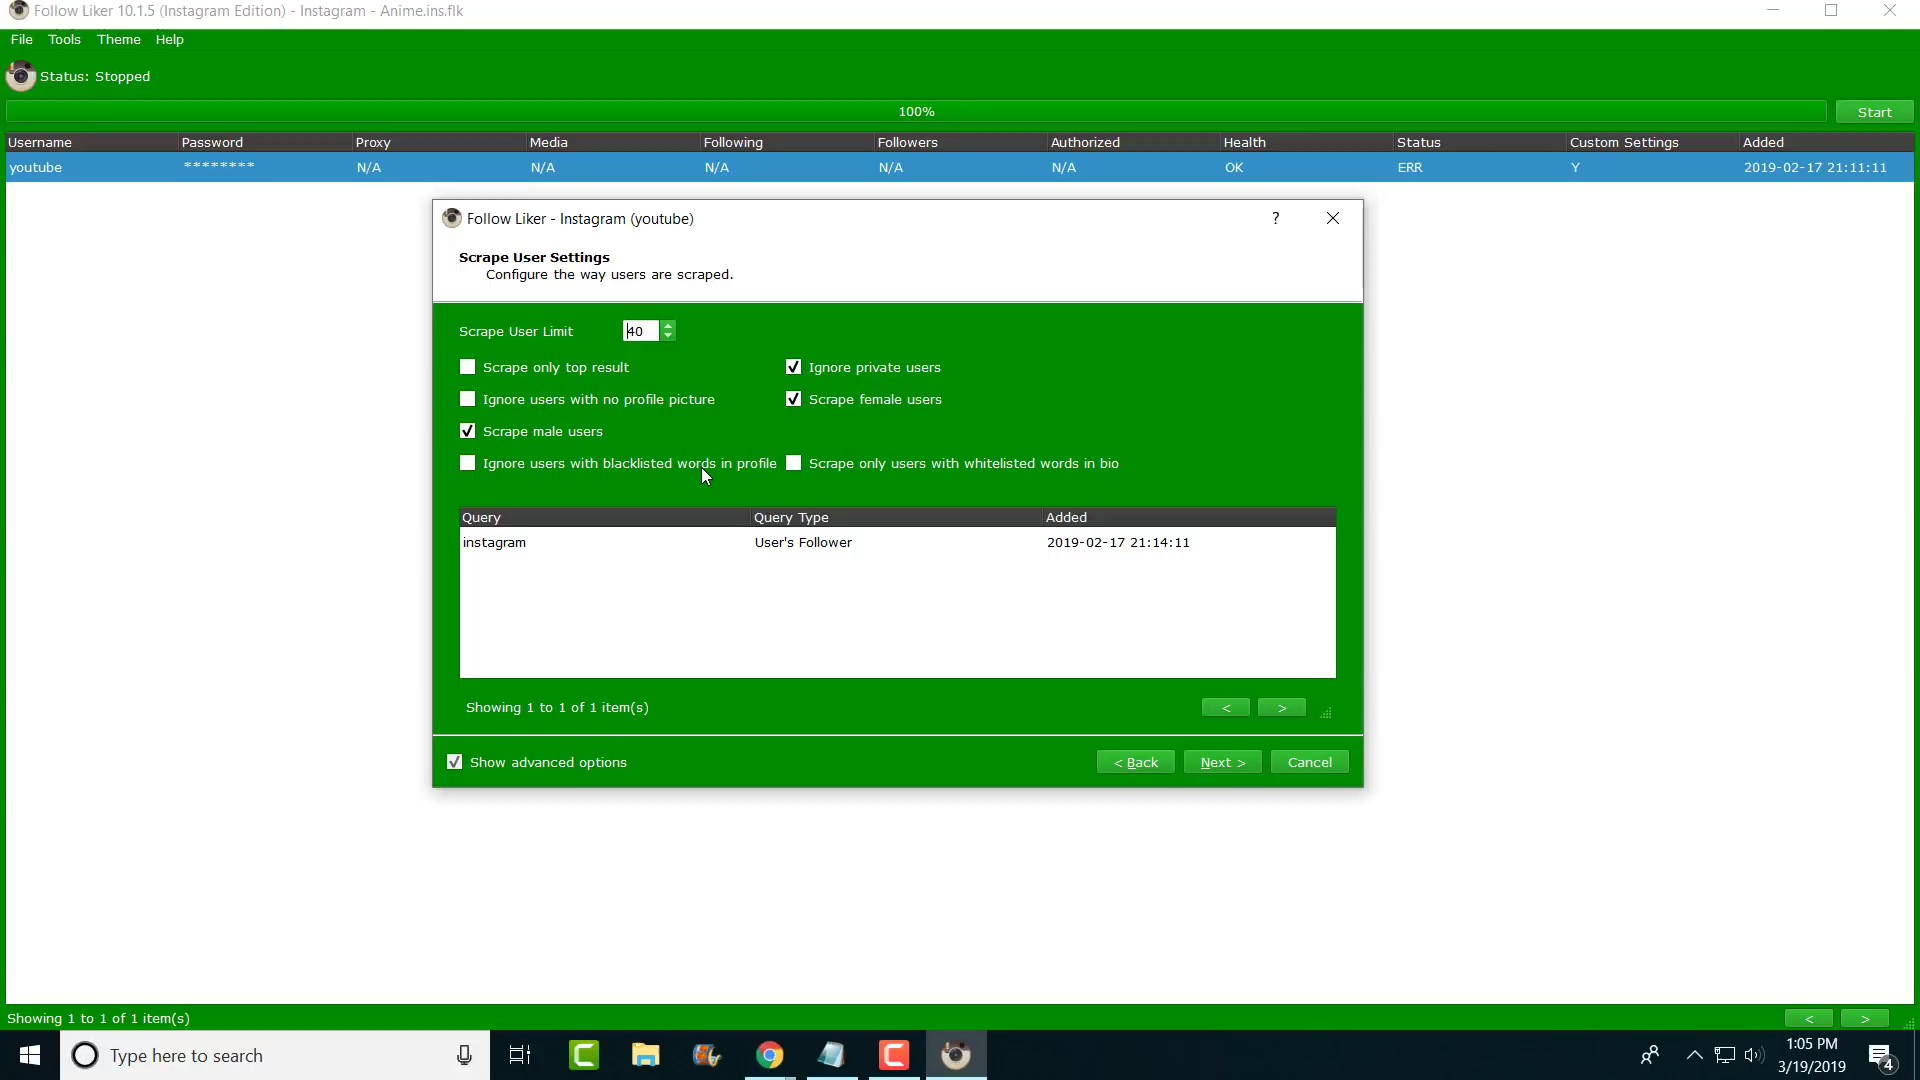 Follow Liker 10.1.5 (Instagram Edition) - Instagram - Anime.ins.flk
File Tools Theme Help
Status: Stopped
100%
Start
Username Password Proxy Media Following Followers Authorized Health Status Custom Settings Added
youtube ******** N/A N/A N/A N/A N/A OK ERR Y 2019-02-17 21:11:11
Follow Liker - Instagram (youtube)
?
Scrape User Settings
Configure the way users are scraped.
Scrape User Limit 40
Scrape only top result Ignore private users
Ignore users with no profile picture Scrape female users
Scrape male users
Ignore users with blacklisted words in profile Scrape only users with whitelisted words in bio
Query Query Type Added
instagram User's Follower 2019-02-17 21:14:11
Showing 1 to 1 of 1 item(s) < >
Show advanced options < Back Next > Cancel
Showing 1 to 1 of 1 item(s) < >
Type here to search
1:05 PM
3/19/2019
4